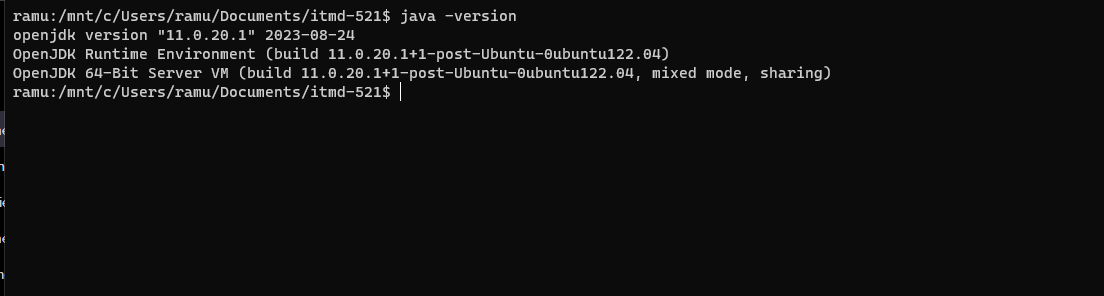 ramu:/mnt/c/Users/ramu/Documents/itmd-521$ java -version
openjdk version "11.0.20.1" 2023-08-24
OpenJDK Runtime Environment (build 11.0.20.1+1-post-Ubuntu-0ubuntu122.04)
OpenJDK 64-Bit Server VM (build 11.0.20.1+1-post-Ubuntu-0ubuntu122.04, mixed mode, sharing)
ramu:/mnt/c/Users/ramu/Documents/itmd-521$